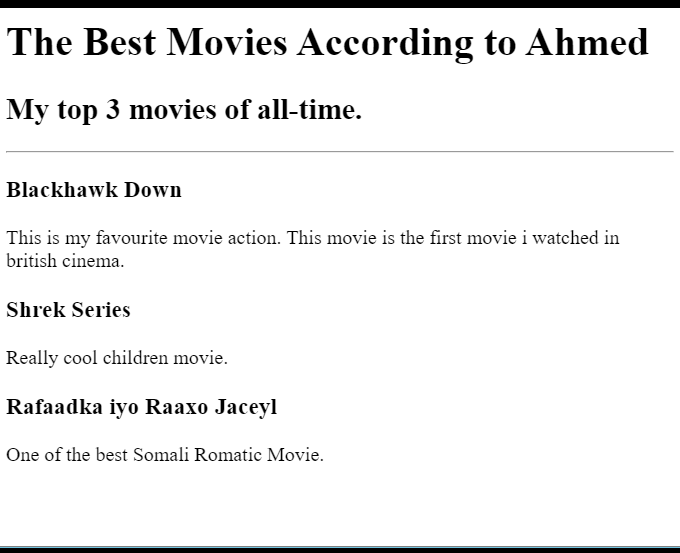 The Best Movies According to Ahmed
My top 3 movies of all-time.
Blackhawk Down
This is my favourite movie action. This movie is the first movie i watched in
british cinema.
Shrek Series
Really cool children movie.
Rafaadka iyo Raaxo Jaceyl
One of the best Somali Romatic Movie.